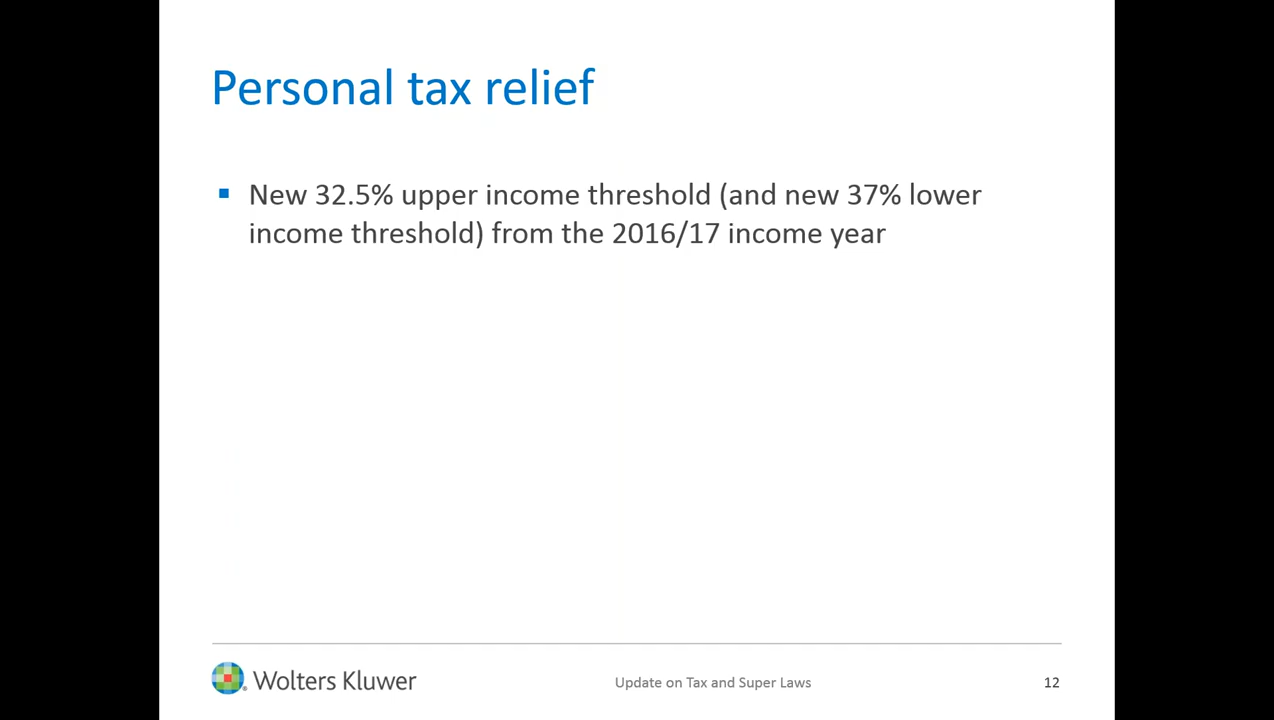 Personal tax relief
▪ New 32.5% upper income threshold (and new 37% lower
income threshold) from the 2016/17 income year
Wolters Kluwer
Update on Tax and Super Laws
12